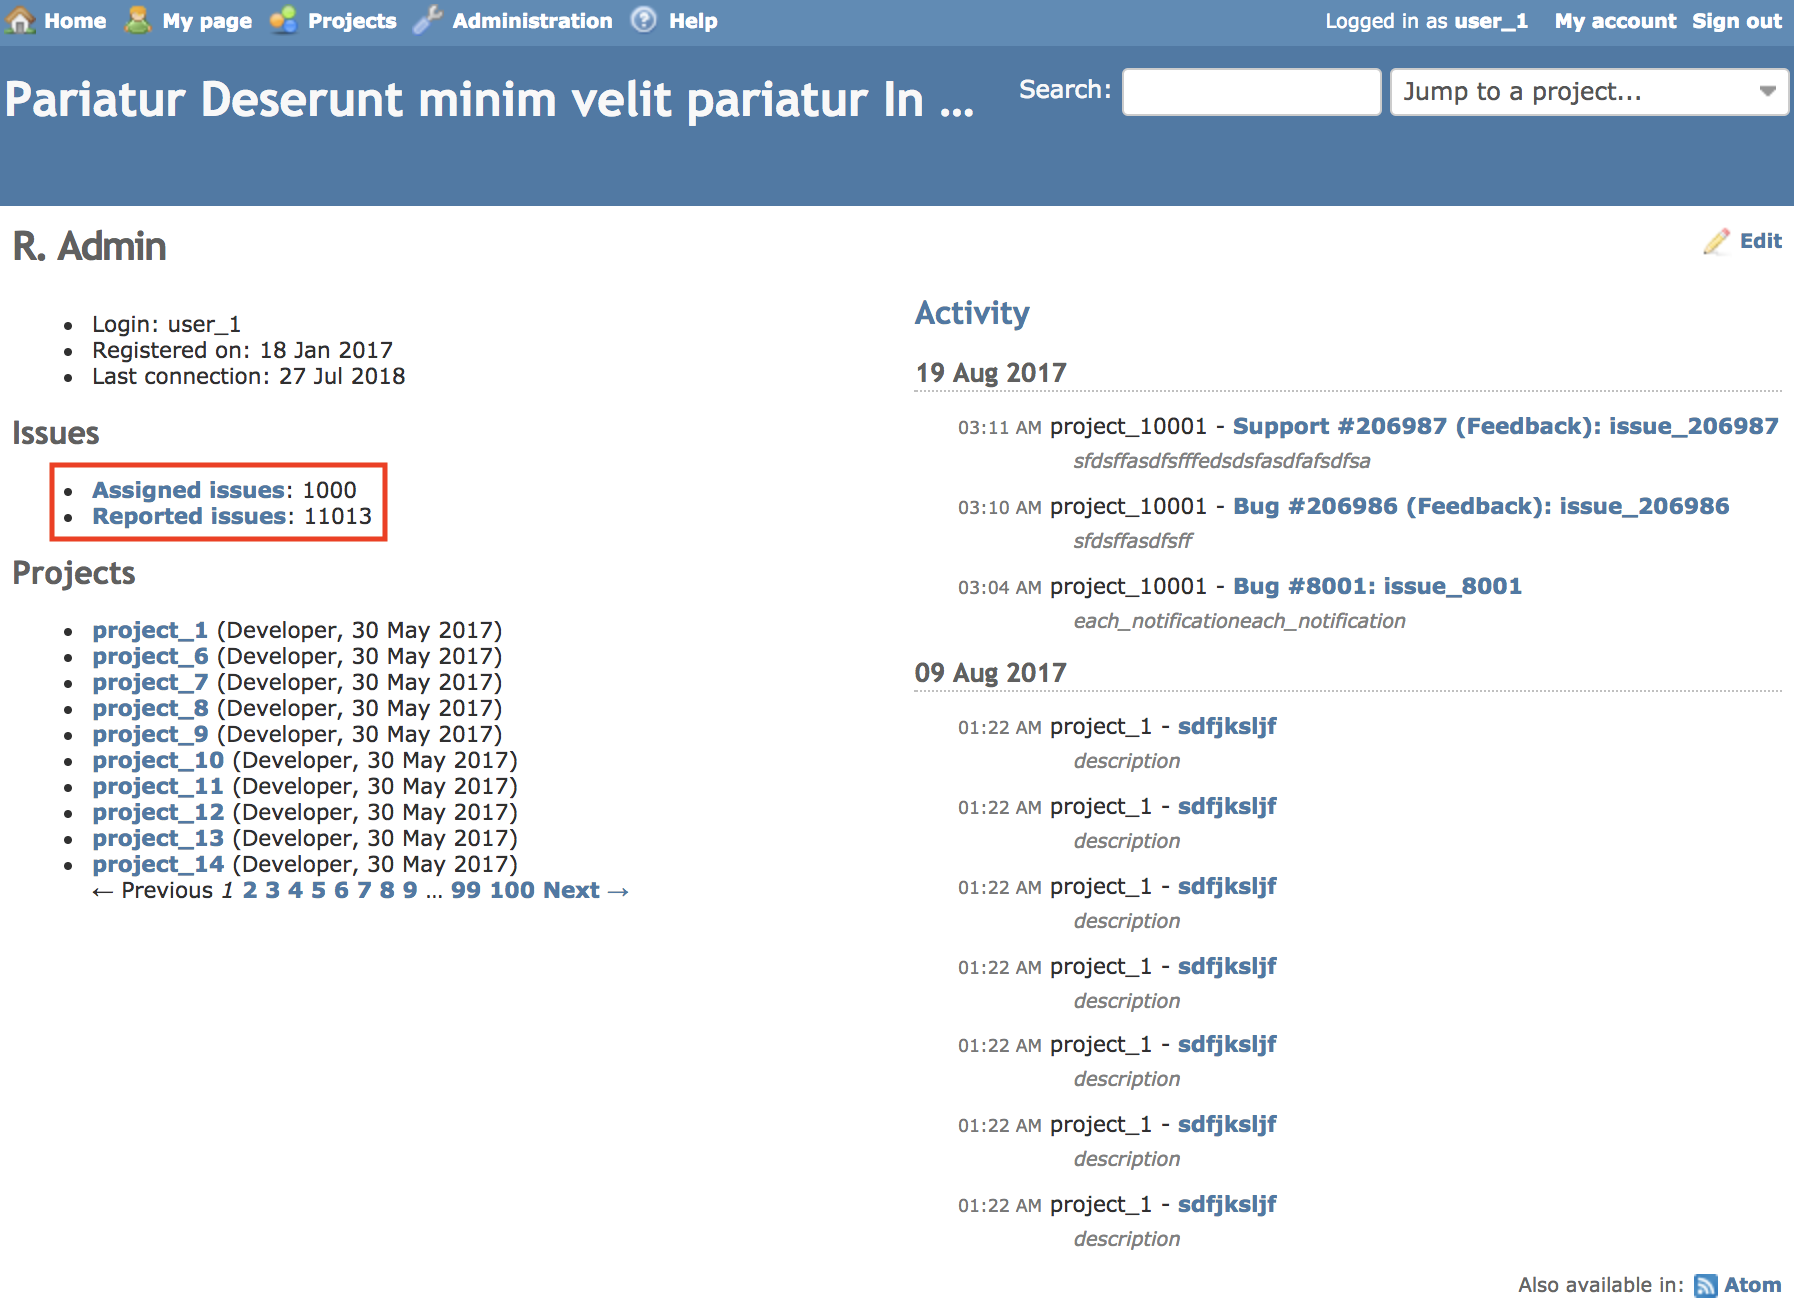 Home My page Projects Administration Help Logged in as user_1 My account Sign out
Pariatur Deserunt minim velit pariatur In ... Search: Jump to a project...
R. Admin
Edit
Login: user_1
Registered on: 18 Jan 2017
Last connection: 27 Jul 2018
Issues
Assigned issues: 1000
Reported issues: 11013
Projects
project_1 (Developer, 30 May 2017)
project_6 (Developer, 30 May 2017)
project_7 (Developer, 30 May 2017)
project_8 (Developer, 30 May 2017)
project_9 (Developer, 30 May 2017)
project_10 (Developer, 30 May 2017)
project_11 (Developer, 30 May 2017)
project_12 (Developer, 30 May 2017)
project_13 (Developer, 30 May 2017)
project_14 (Developer, 30 May 2017)
← Previous 1 2 3 4 5 6 7 8 9 ... 99 100 Next →
Activity
19 Aug 2017
03:11 AM project_10001 - Support #206987 (Feedback): issue_206987
sfdsffasdfsfffedsdsfasdfafsdfsa
03:10 AM project_10001 - Bug #206986 (Feedback): issue_206986
sfdsffasdfsff
03:04 AM project_10001 - Bug #8001: issue_8001
each_notificationeach_notification
09 Aug 2017
01:22 AM project_1 - sdfjksljf
description
01:22 AM project_1 - sdfjksljf
description
01:22 AM project_1 - sdfjksljf
description
01:22 AM project_1 - sdfjksljf
description
01:22 AM project_1 - sdfjksljf
description
01:22 AM project_1 - sdfjksljf
description
01:22 AM project_1 - sdfjksljf
description
Also available in: Atom